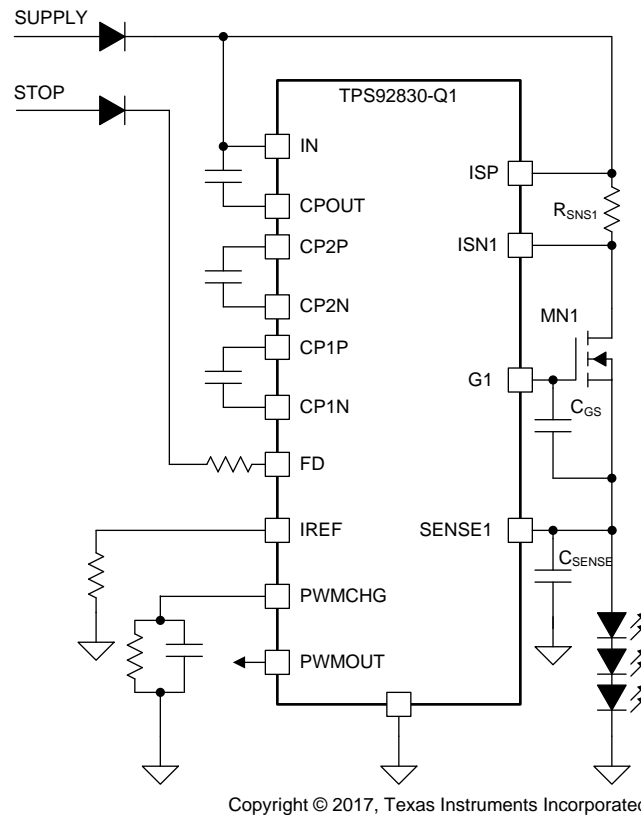 SUPPLY
STOP
TPS92830-Q1
IN
CPOUT
CP2P
CP2N
CP1P
CP1N
FD
IREF
PWMCHG
PWMOUT
ISP
RSNS1
ISN1
MN1
G1
CGS
SENSE1
CSENSE
Copyright © 2017, Texas Instruments Incorporated